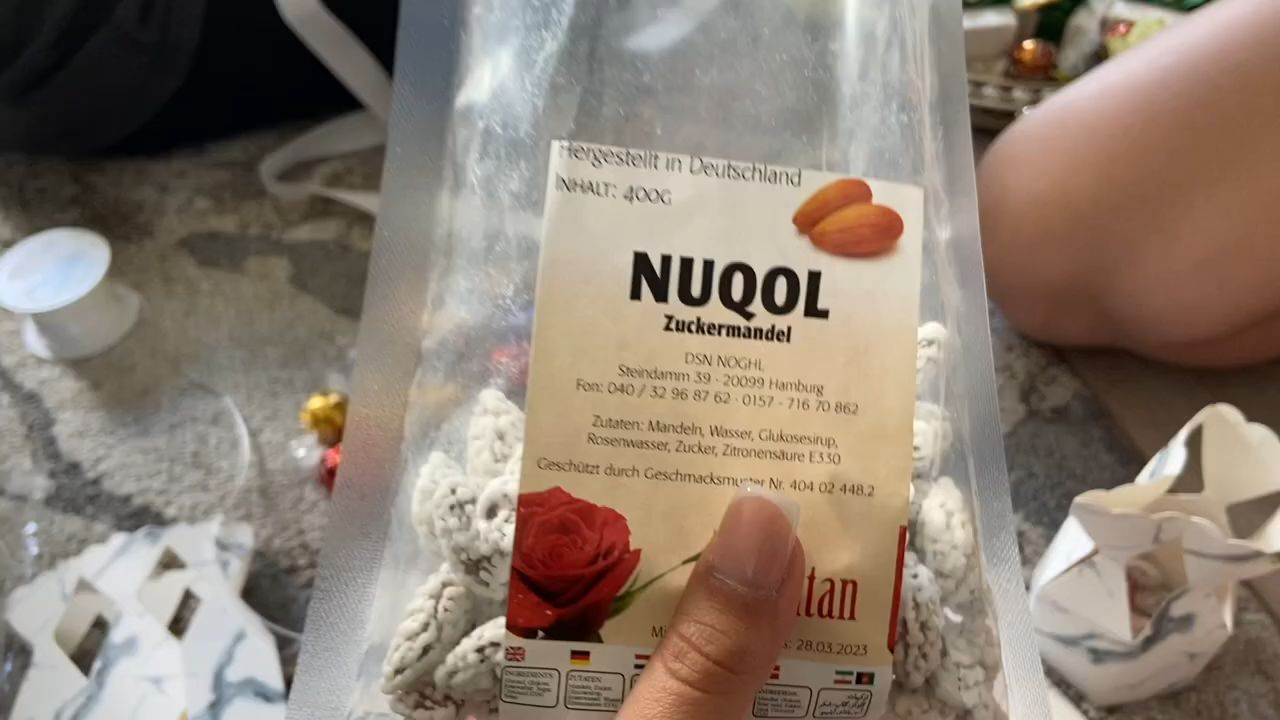 Hergestellt in Deutschland
INHALT: 400G
NUQOL
Zuckermandel
DSN NOGHL
Steindamm 39 · 20099 Hamburg
Fon: 040 / 32 96 87 62 · 0157 - 716 70 862
Zutaten: Mandeln, Wasser, Glukosesirup,
Rosenwasser, Zucker, Zitronensäure E330
Geschützt durch Geschmacksmuster Nr. 404 02 448.2
28.03.2023
INGREDIENTS
ZUTATEN